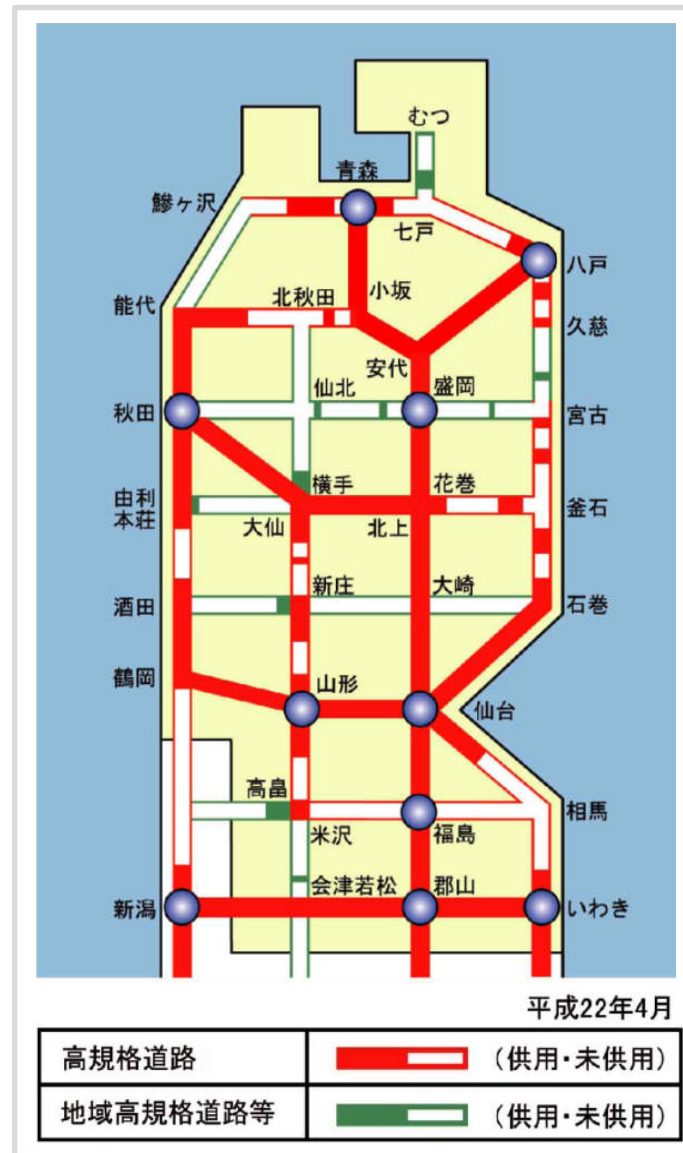 むつ
青森
鰺ヶ沢
七戸
八戸
能代
北秋田
小坂
久慈
安代
仙北
盛岡
秋田
宮古
由利
本荘
横手
花巻
釜石
大仙
北上
新庄
大崎
酒田
石巻
鶴岡
山形
仙台
高畠
相馬
米沢
福島
会津若松
郡山
新潟
いわき
平成22年4月
高規格道路 (供用・未供用)
地域高規格道路等 (供用・未供用)